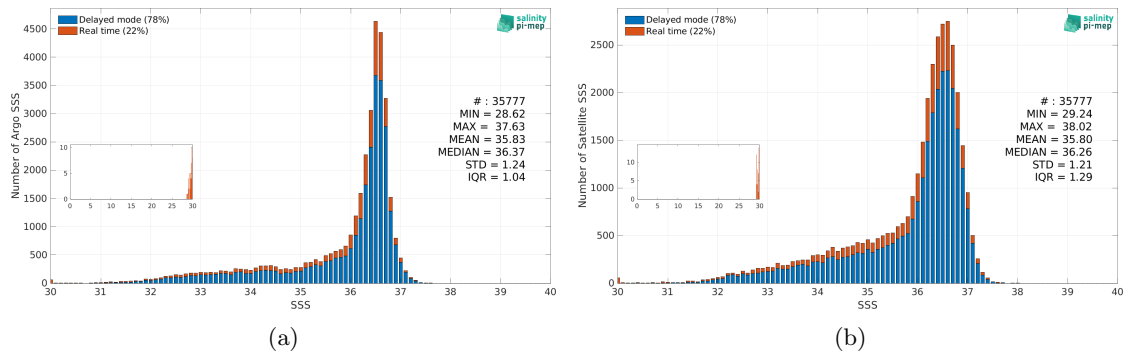 Delayed mode (78%)
Real time (22%)
salinity
pi-mep
Number of Argo SSS
4500
4000
3500
3000
2500
2000
1500
1000
500
0
# : 35777
MIN = 28.62
MAX = 37.63
MEAN = 35.83
MEDIAN = 36.37
STD = 1.24
IQR = 1.04
10
5
0
0 5 10 15 20 25 30
30 31 32 33 34 35 36 37 38 39 40
SSS
(a)
Delayed mode (78%)
Real time (22%)
salinity
pi-mep
Number of Satellite SSS
2500
2000
1500
1000
500
0
# : 35777
MIN = 29.24
MAX = 38.02
MEAN = 35.80
MEDIAN = 36.26
STD = 1.21
IQR = 1.29
10
5
0
0 5 10 15 20 25 30
30 31 32 33 34 35 36 37 38 39 40
SSS
(b)